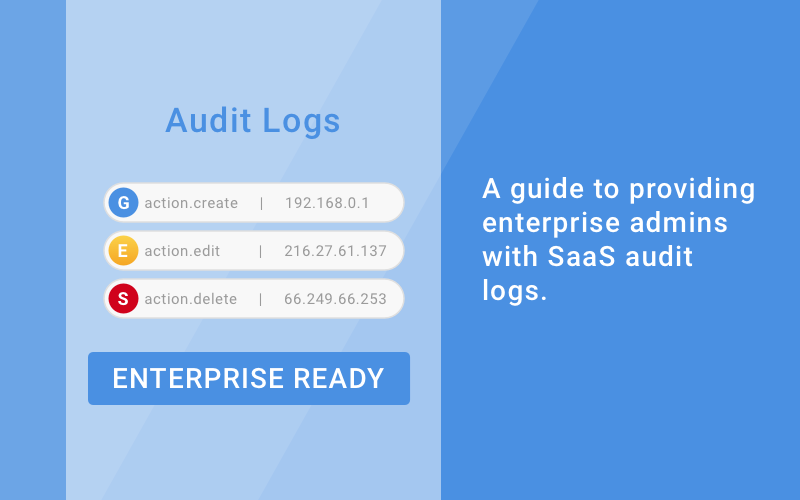 Audit Logs
G action.create | 192.168.0.1
E action.edit | 216.27.61.137
S action.delete | 66.249.66.253
ENTERPRISE READY
A guide to providing
enterprise admins
with SaaS audit
logs.